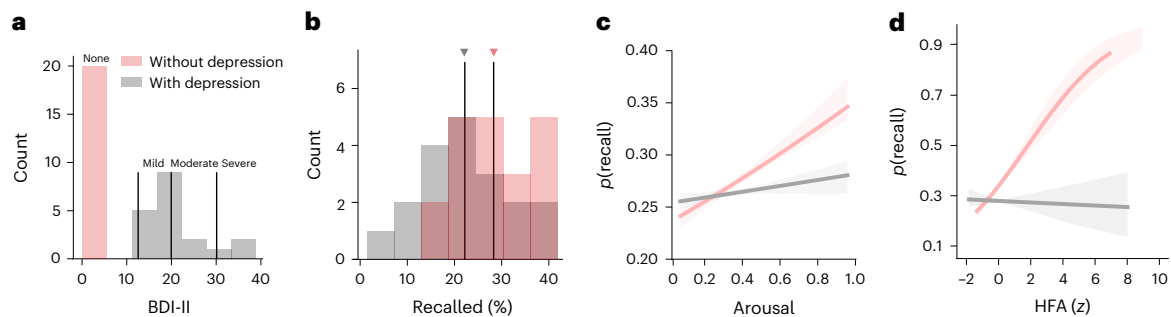 a
None
Without depression
With depression
Mild Moderate Severe
Count
20
15
10
5
0
0 10 20 30 40
BDI-II
b
Count
6
4
2
0
0 10 20 30 40
Recalled (%)
c
p(recall)
0.40
0.35
0.30
0.25
0.20
0 0.2 0.4 0.6 0.8 1.0
Arousal
d
p(recall)
0.9
0.7
0.5
0.3
0.1
−2 0 2 4 6 8 10
HFA (z)